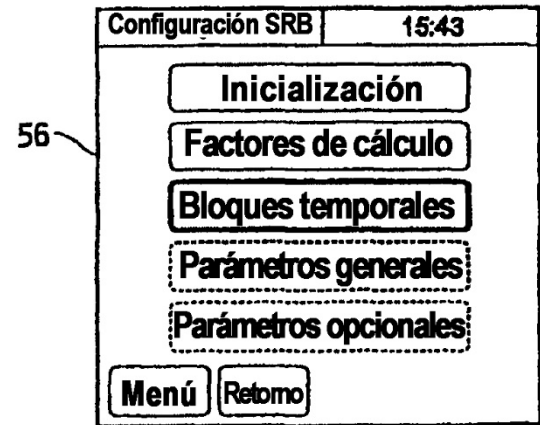 Configuración SRB 15:43
Inicialización
56
Factores de cálculo
Bloques temporales
Parámetros generales
Parámetros opcionales
Menú Retorno